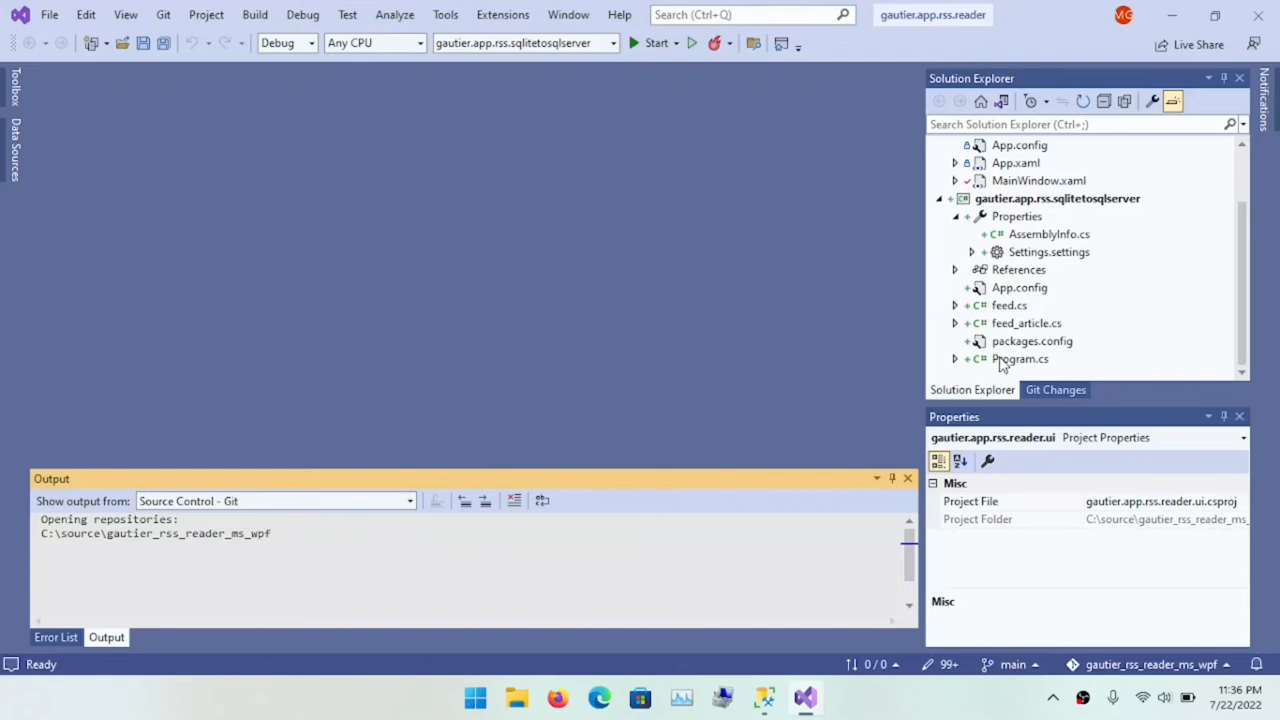 File Edit View Git Project Build Debug Test Analyze Tools Extensions Window Help Search (Ctrl+Q) gautier.app.rss.reader MG
Debug Any CPU gautier.app.rss.sqlitetosqlserver Start Live Share
Toolbox
Data Sources
Solution Explorer
Search Solution Explorer (Ctrl+;)
App.config
App.xaml
MainWindow.xaml
gautier.app.rss.sqlitetosqlserver
Properties
AssemblyInfo.cs
Settings.settings
References
App.config
feed.cs
feed_article.cs
packages.config
Program.cs
Solution Explorer Git Changes
Notifications
Properties
gautier.app.rss.reader.ui Project Properties
Misc
Project File gautier.app.rss.reader.ui.csproj
Project Folder C:\source\gautier_rss_reader_ms_
Misc
Output
Show output from: Source Control - Git
Opening repositories:
C:\source\gautier_rss_reader_ms_wpf
Error List Output
Ready 0 / 0 99+ main gautier_rss_reader_ms_wpf
11:36 PM
7/22/2022